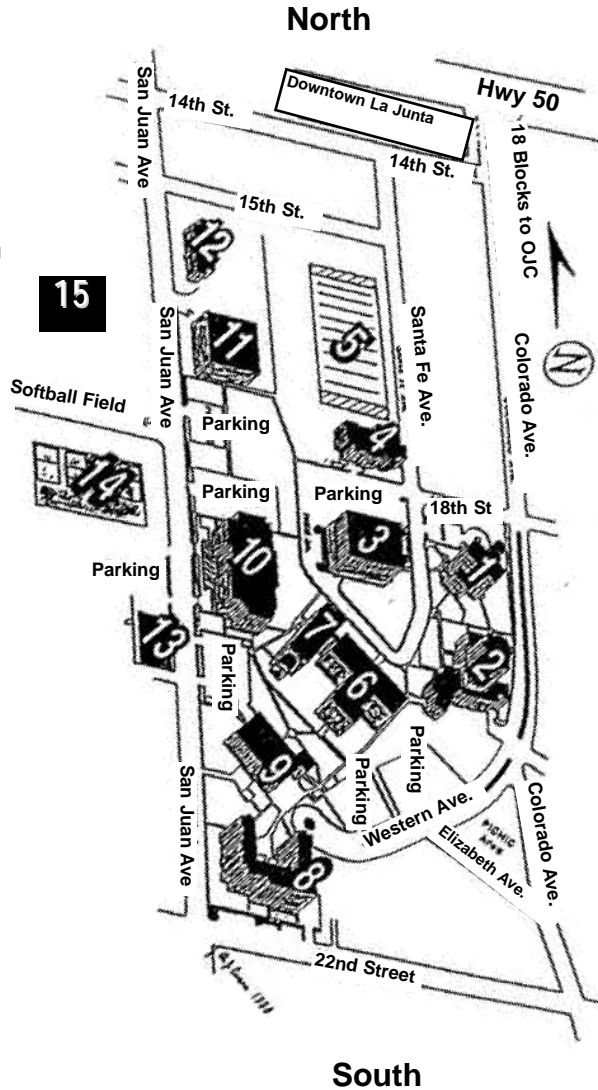 North
Hwy 50
Downtown La Junta
San Juan Ave
14th St.
14th St.
18 Blocks to OJC
15th St.
12
15
San Juan Ave
11
5
Santa Fe Ave.
N
Colorado Ave.
Softball Field
Parking
4
14
Parking
Parking
18th St
3
10
1
Parking
13
7
2
6
Parking
9
Parking
Parking
San Juan Ave
Western Ave.
Colorado Ave.
PICNIC
AREA
Elizabeth Ave.
8
22nd Street
South